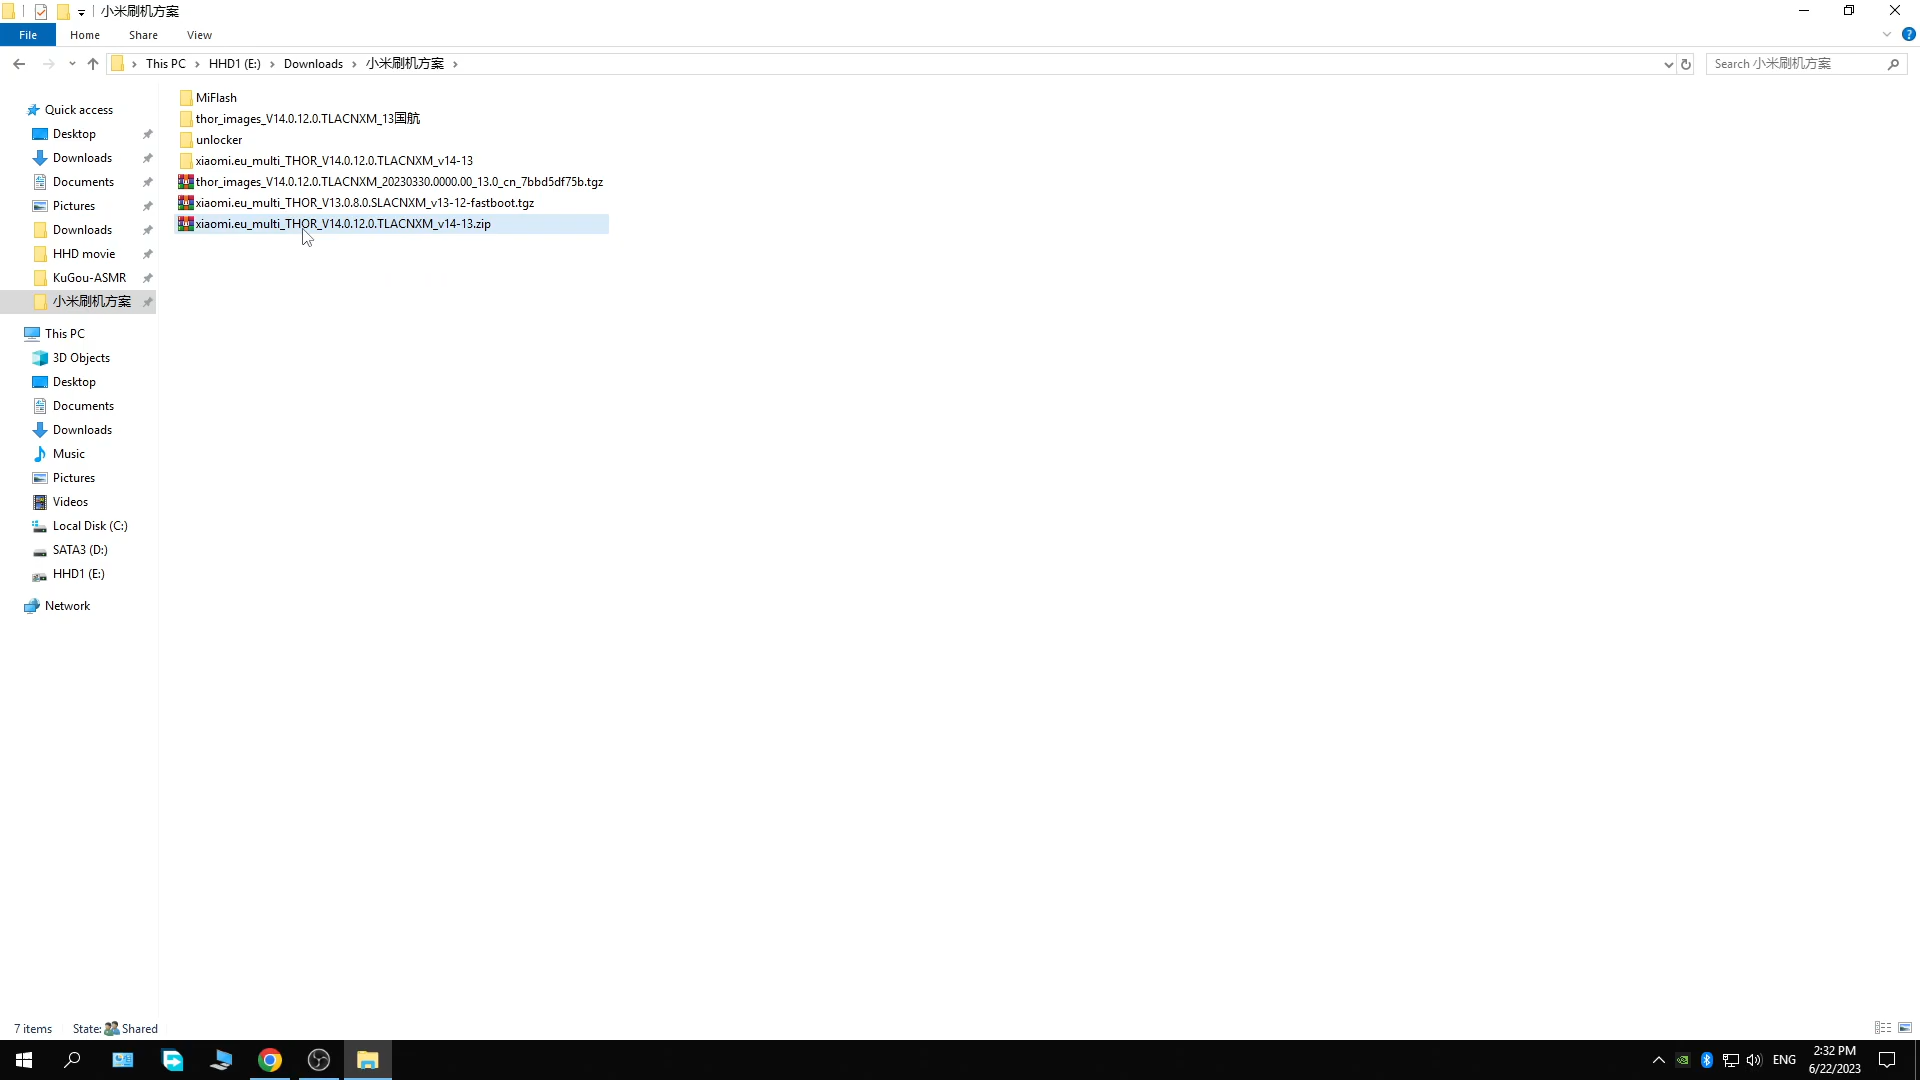 小米刷机方案
File Home Share View
This PC HHD1 (E:) Downloads 小米刷机方案
Search 小米刷机方案
Quick access
Desktop
Downloads
Documents
Pictures
Downloads
HHD movie
KuGou-ASMR
小米刷机方案
This PC
3D Objects
Desktop
Documents
Downloads
Music
Pictures
Videos
Local Disk (C:)
SATA3 (D:)
HHD1 (E:)
Network
MiFlash
thor_images_V14.0.12.0.TLACNXM_13国航
unlocker
xiaomi.eu_multi_THOR_V14.0.12.0.TLACNXM_v14-13
thor_images_V14.0.12.0.TLACNXM_20230330.0000.00_13.0_cn_7bbd5df75b.tgz
xiaomi.eu_multi_THOR_V13.0.8.0.SLACNXM_v13-12-fastboot.tgz
xiaomi.eu_multi_THOR_V14.0.12.0.TLACNXM_v14-13.zip
7 items State: Shared
ENG
2:32 PM
6/22/2023